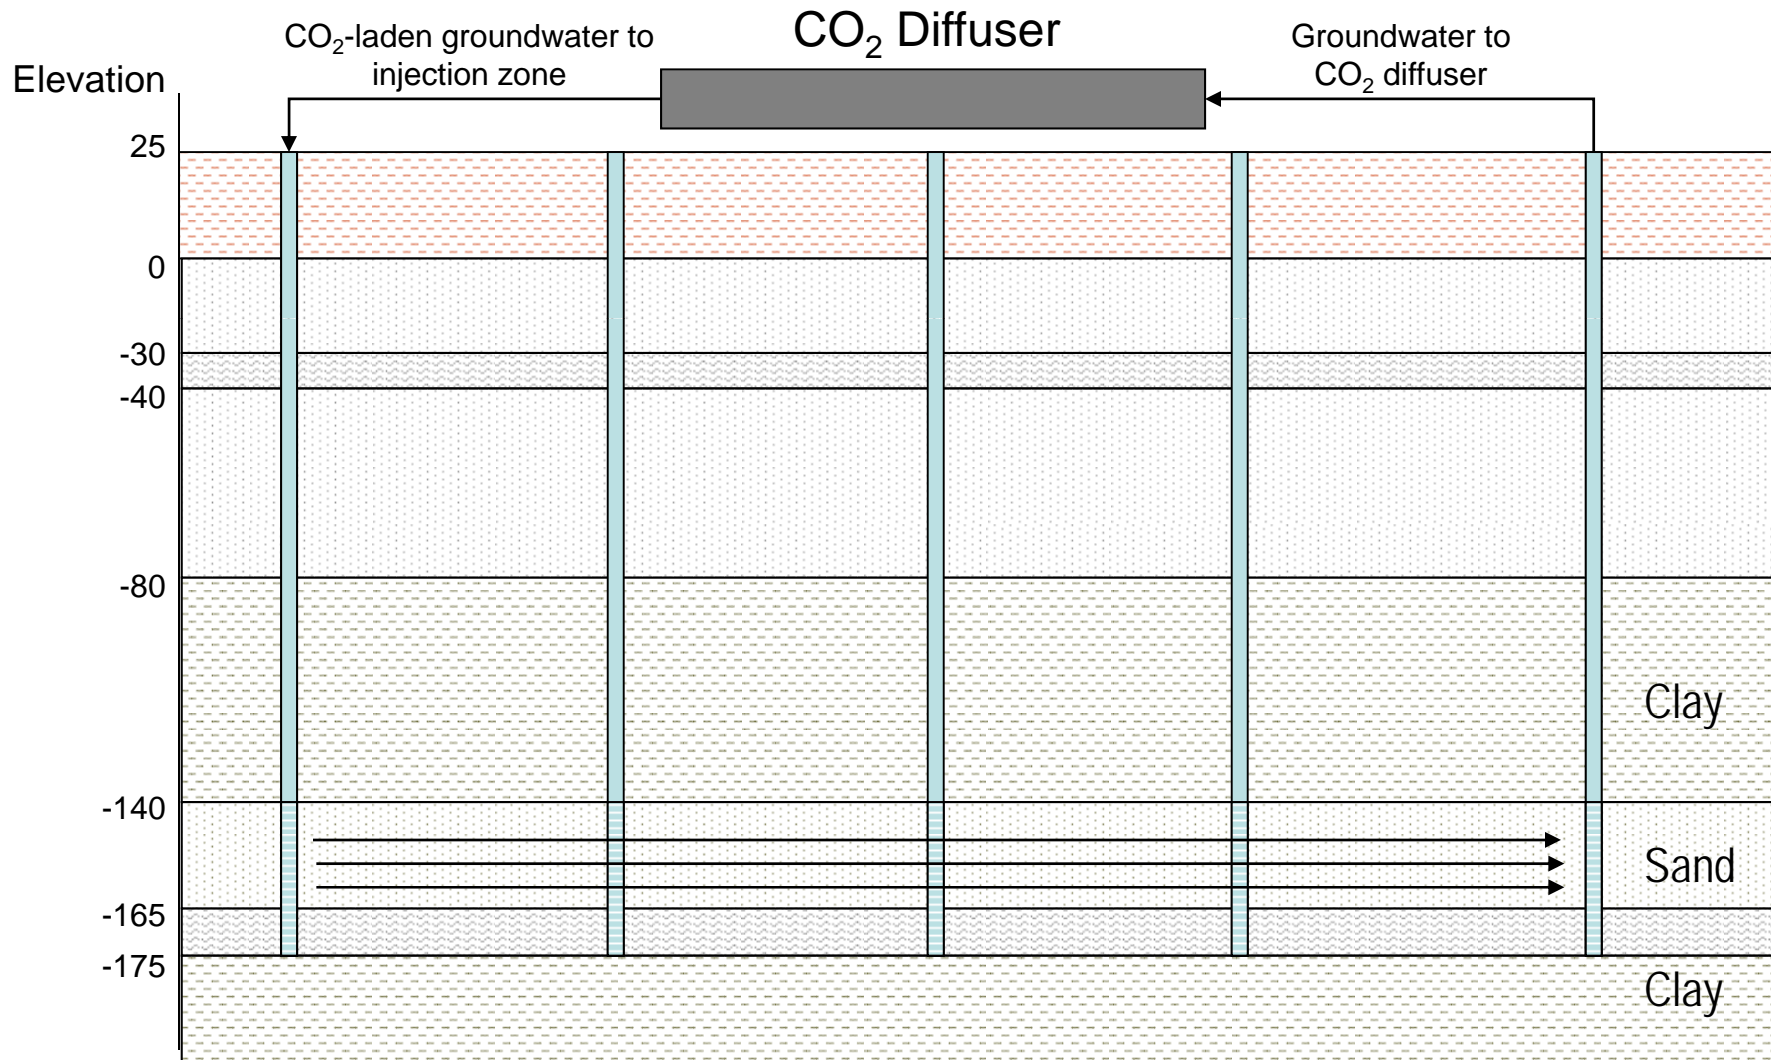 CO₂ Diffuser
CO₂-laden groundwater to
injection zone
Groundwater to
CO₂ diffuser
Elevation
25
0
-30
-40
-80
Clay
-140
Sand
-165
-175
Clay